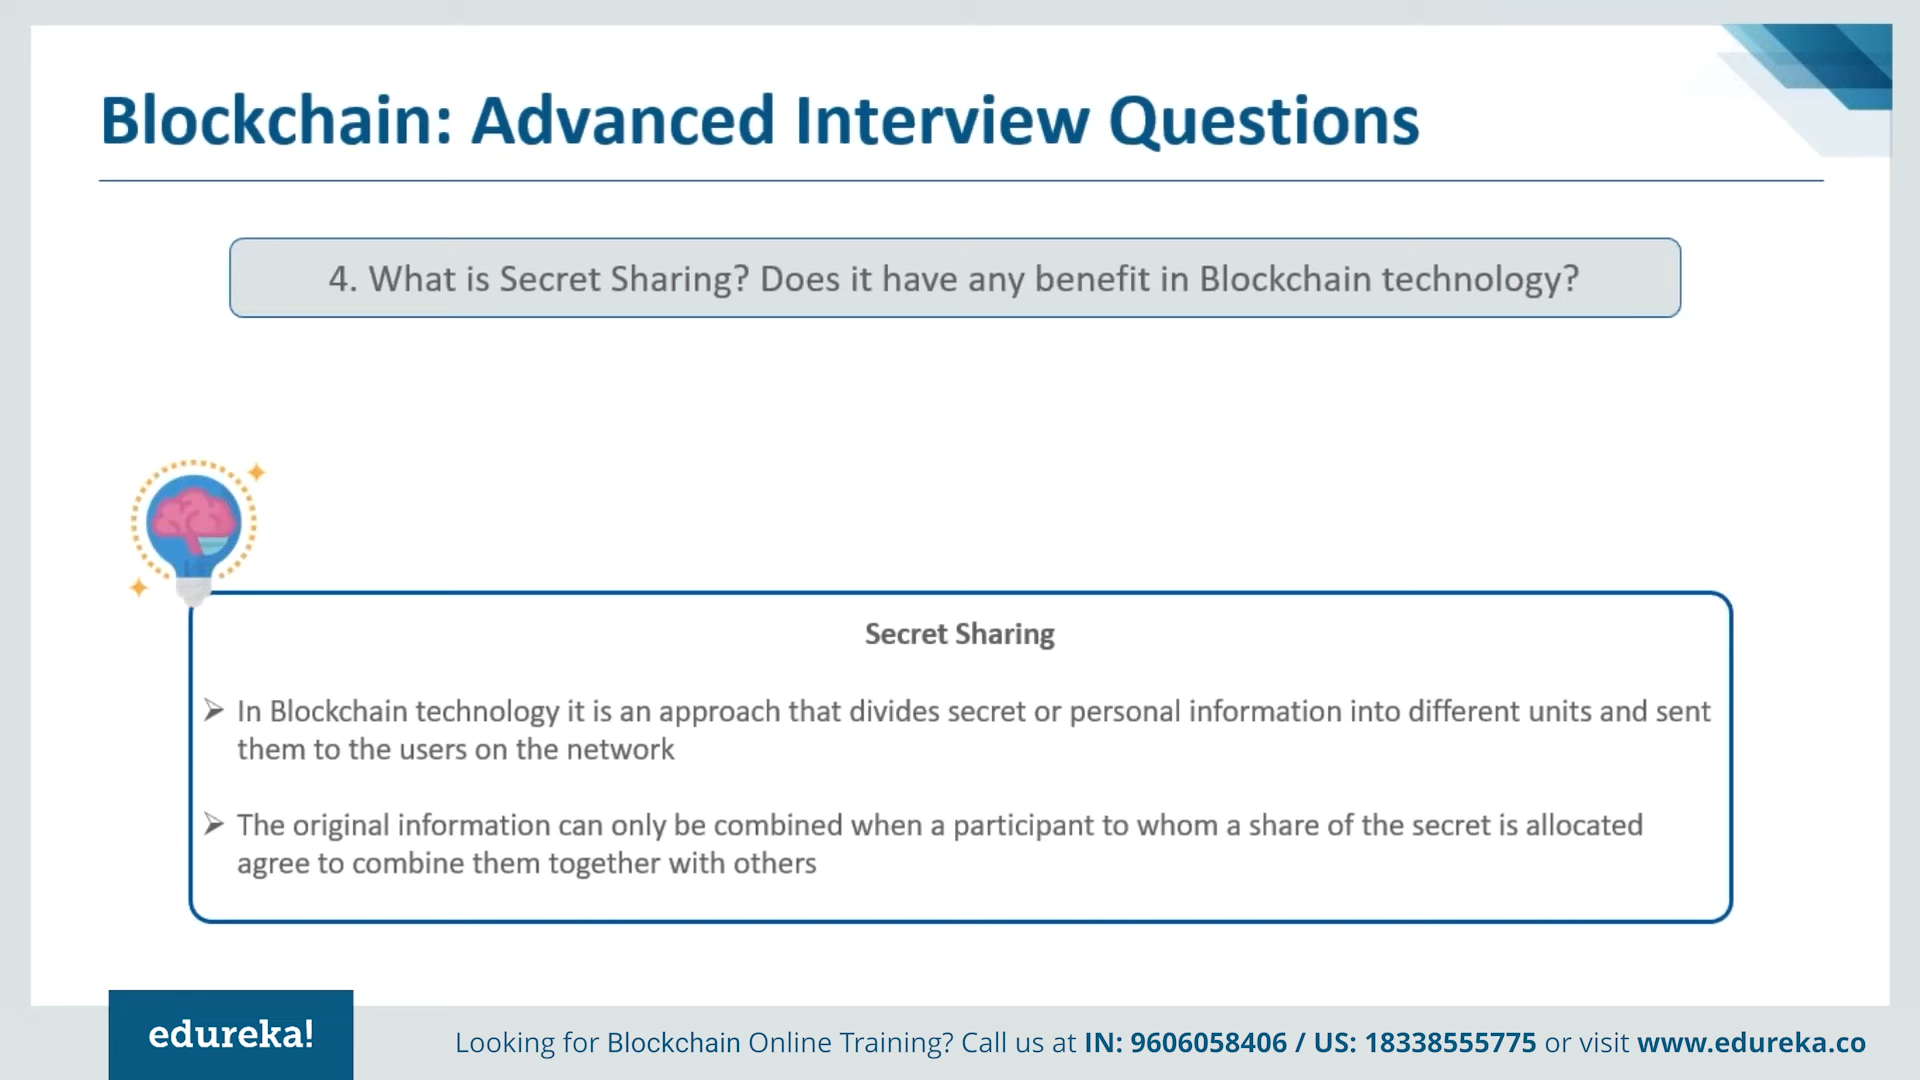 Blockchain: Advanced Interview Questions
4. What is Secret Sharing? Does it have any benefit in Blockchain technology?
Secret Sharing
➢ In Blockchain technology it is an approach that divides secret or personal information into different units and sent
them to the users on the network
➢ The original information can only be combined when a participant to whom a share of the secret is allocated
agree to combine them together with others
edureka!
Looking for Blockchain Online Training? Call us at IN: 9606058406 / US: 18338555775 or visit www.edureka.co